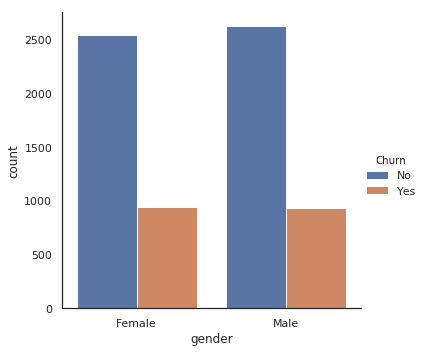 2500
2000
1500
1000
500
0
count
Female
Male
gender
Churn
No
Yes